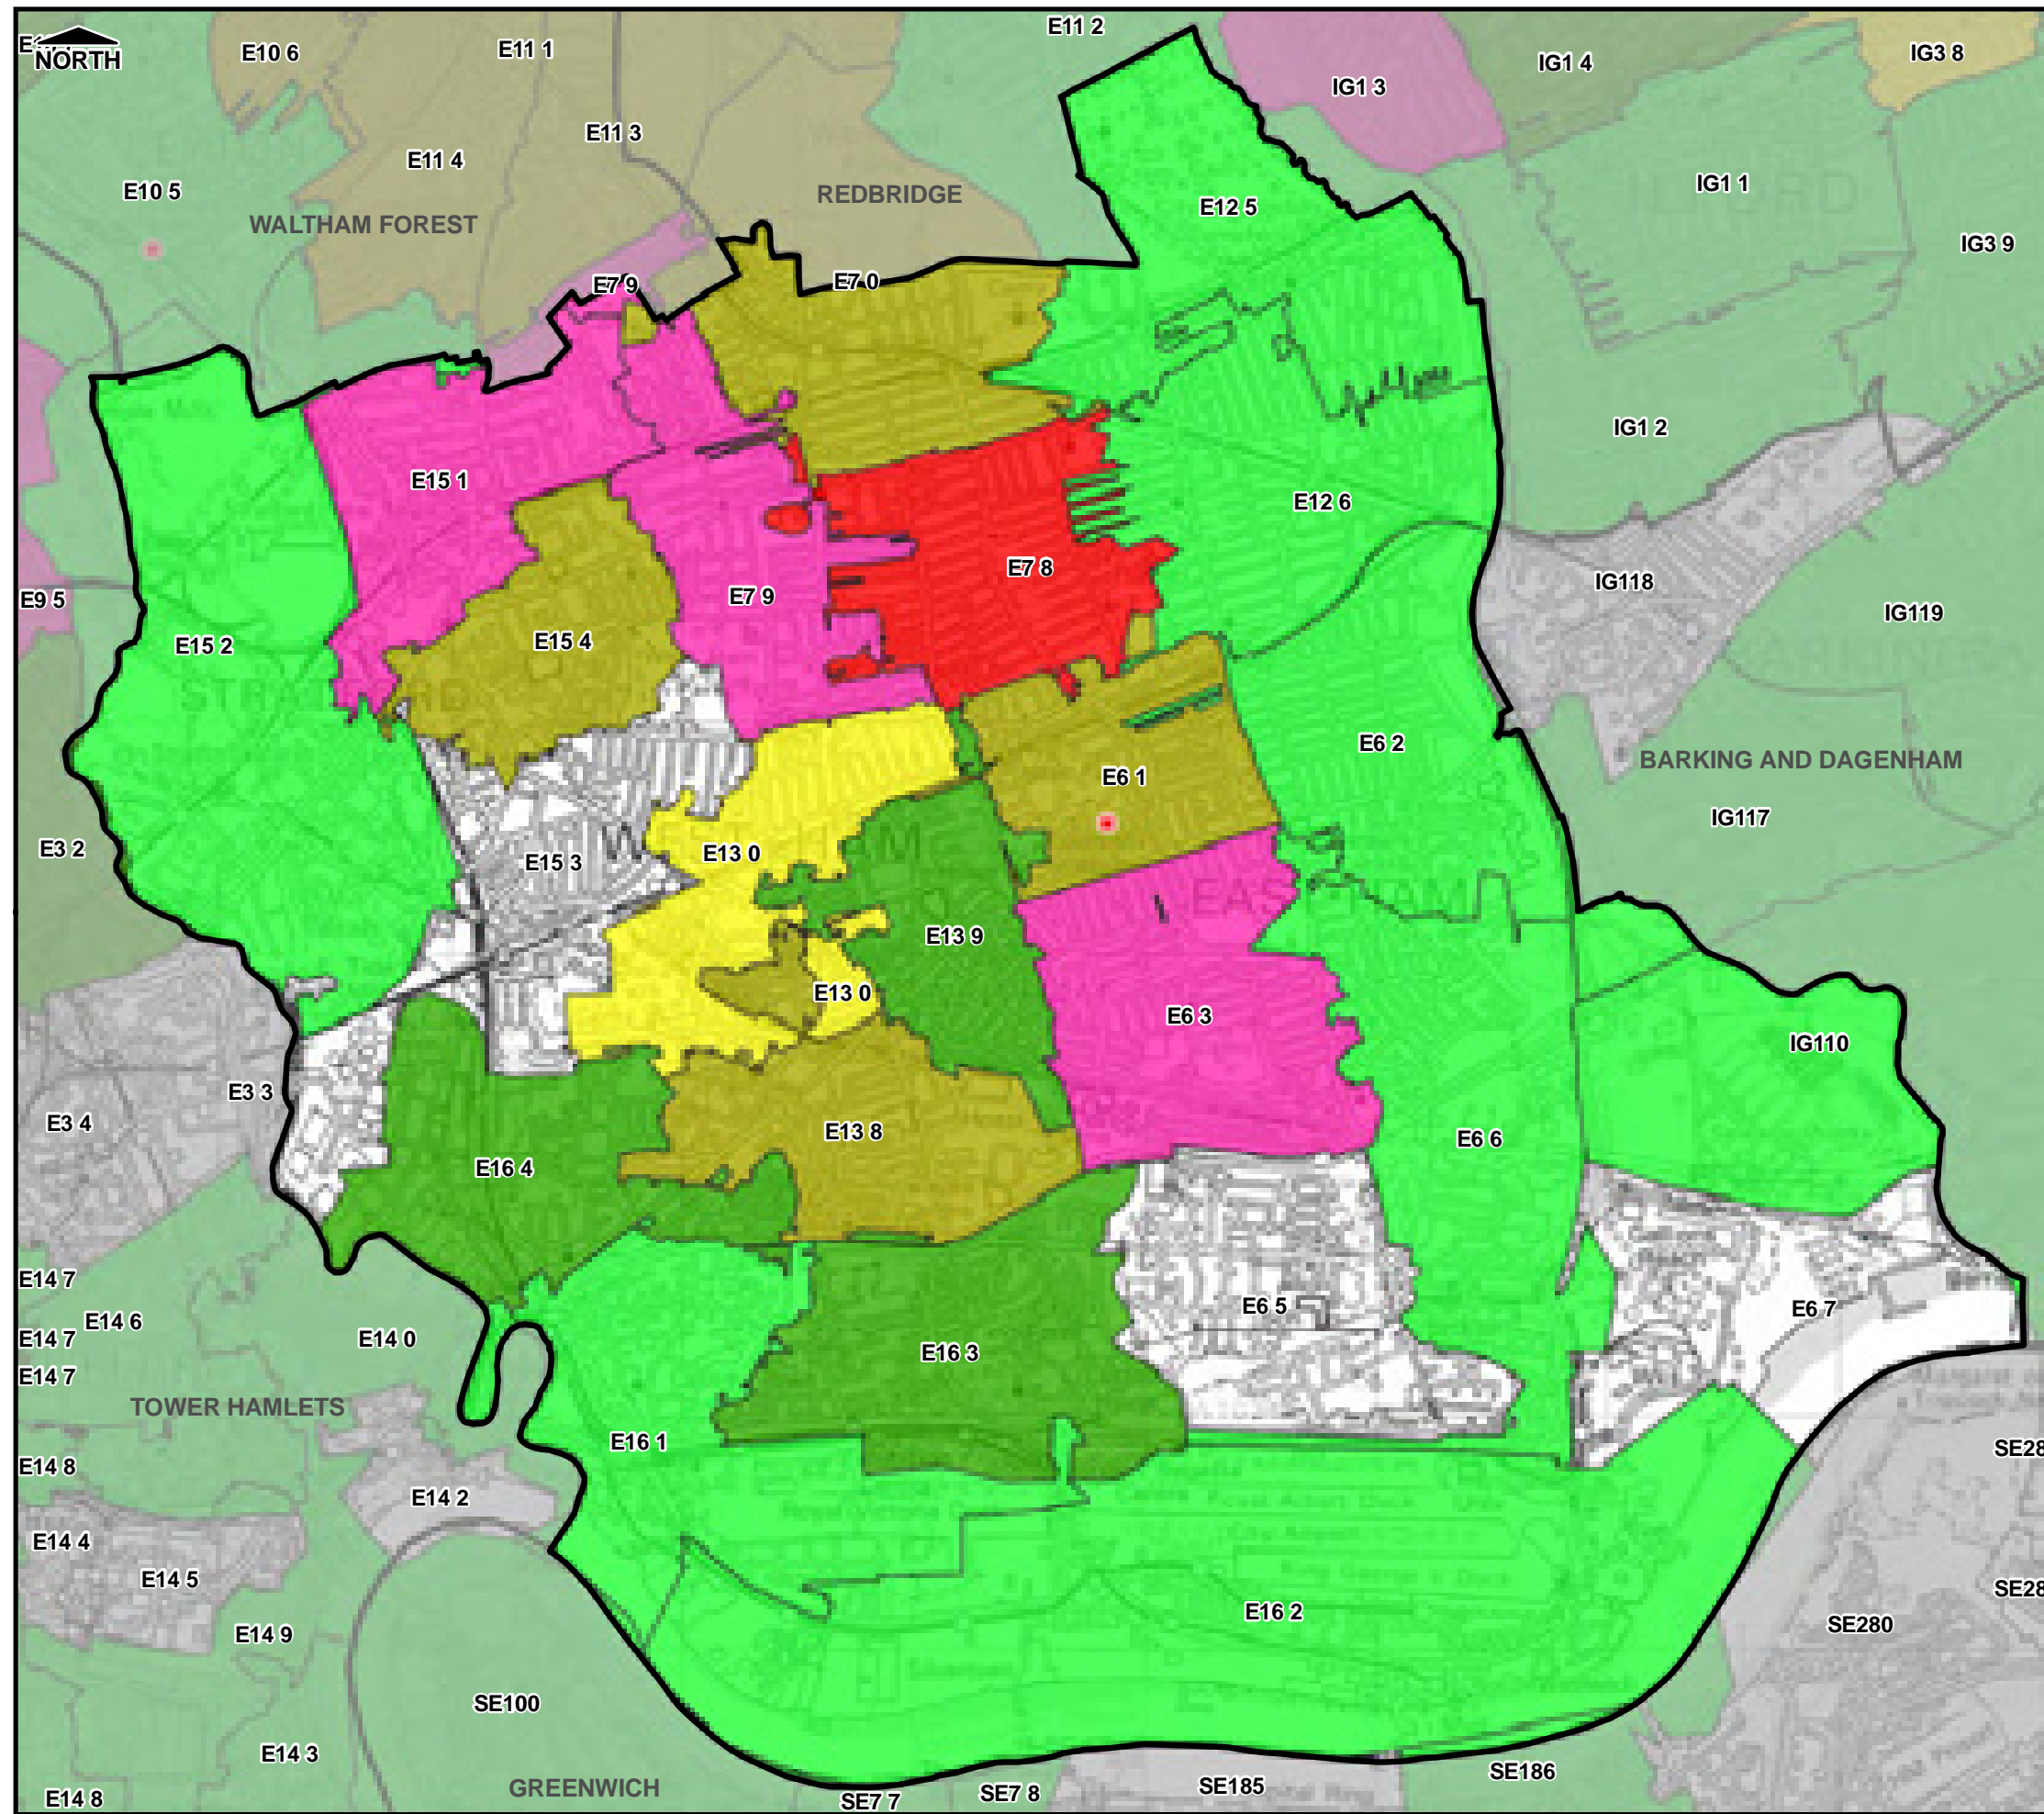 NORTH
E10 6
E11 1
E11 2
IG1 3
IG1 4
IG3 8
E11 3
E11 4
E10 5
REDBRIDGE
WALTHAM FOREST
E12 5
IG1 1
IG3 9
E7 9
E7 0
E15 1
IG1 2
E12 6
E7 8
IG118
E9 5
E7 9
IG119
E15 4
E15 2
E6 2
BARKING AND DAGENHAM
E6 1
IG117
E3 2
E15 3
E13 0
E13 9
E13 0
E6 3
IG110
E3 3
E3 4
E13 8
E6 6
E16 4
E14 7
E14 6
E6 5
E6 7
E14 7
E14 0
E16 3
E14 7
TOWER HAMLETS
E16 1
SE28
E14 8
E14 2
E14 4
E14 5
SE28
E16 2
SE280
E14 9
SE100
E14 3
GREENWICH
SE186
SE185
SE7 8
E14 8
SE7 7